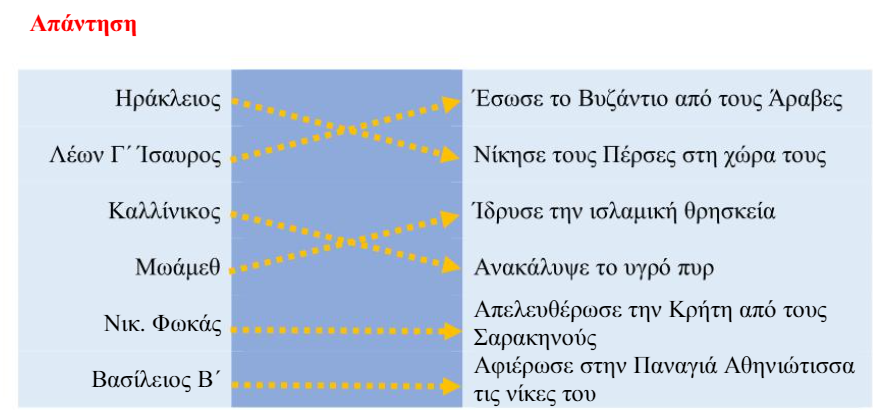 Απάντηση
Ηράκλειος
Έσωσε το Βυζάντιο από τους Άραβες
Λέων Γ΄ Ίσαυρος
Νίκησε τους Πέρσες στη χώρα τους
Καλλίνικος
Ίδρυσε την ισλαμική θρησκεία
Μωάμεθ
Ανακάλυψε το υγρό πυρ
Νικ. Φωκάς
Απελευθέρωσε την Κρήτη από τους
Σαρακηνούς
Βασίλειος Β΄
Αφιέρωσε στην Παναγιά Αθηνιώτισσα
τις νίκες του